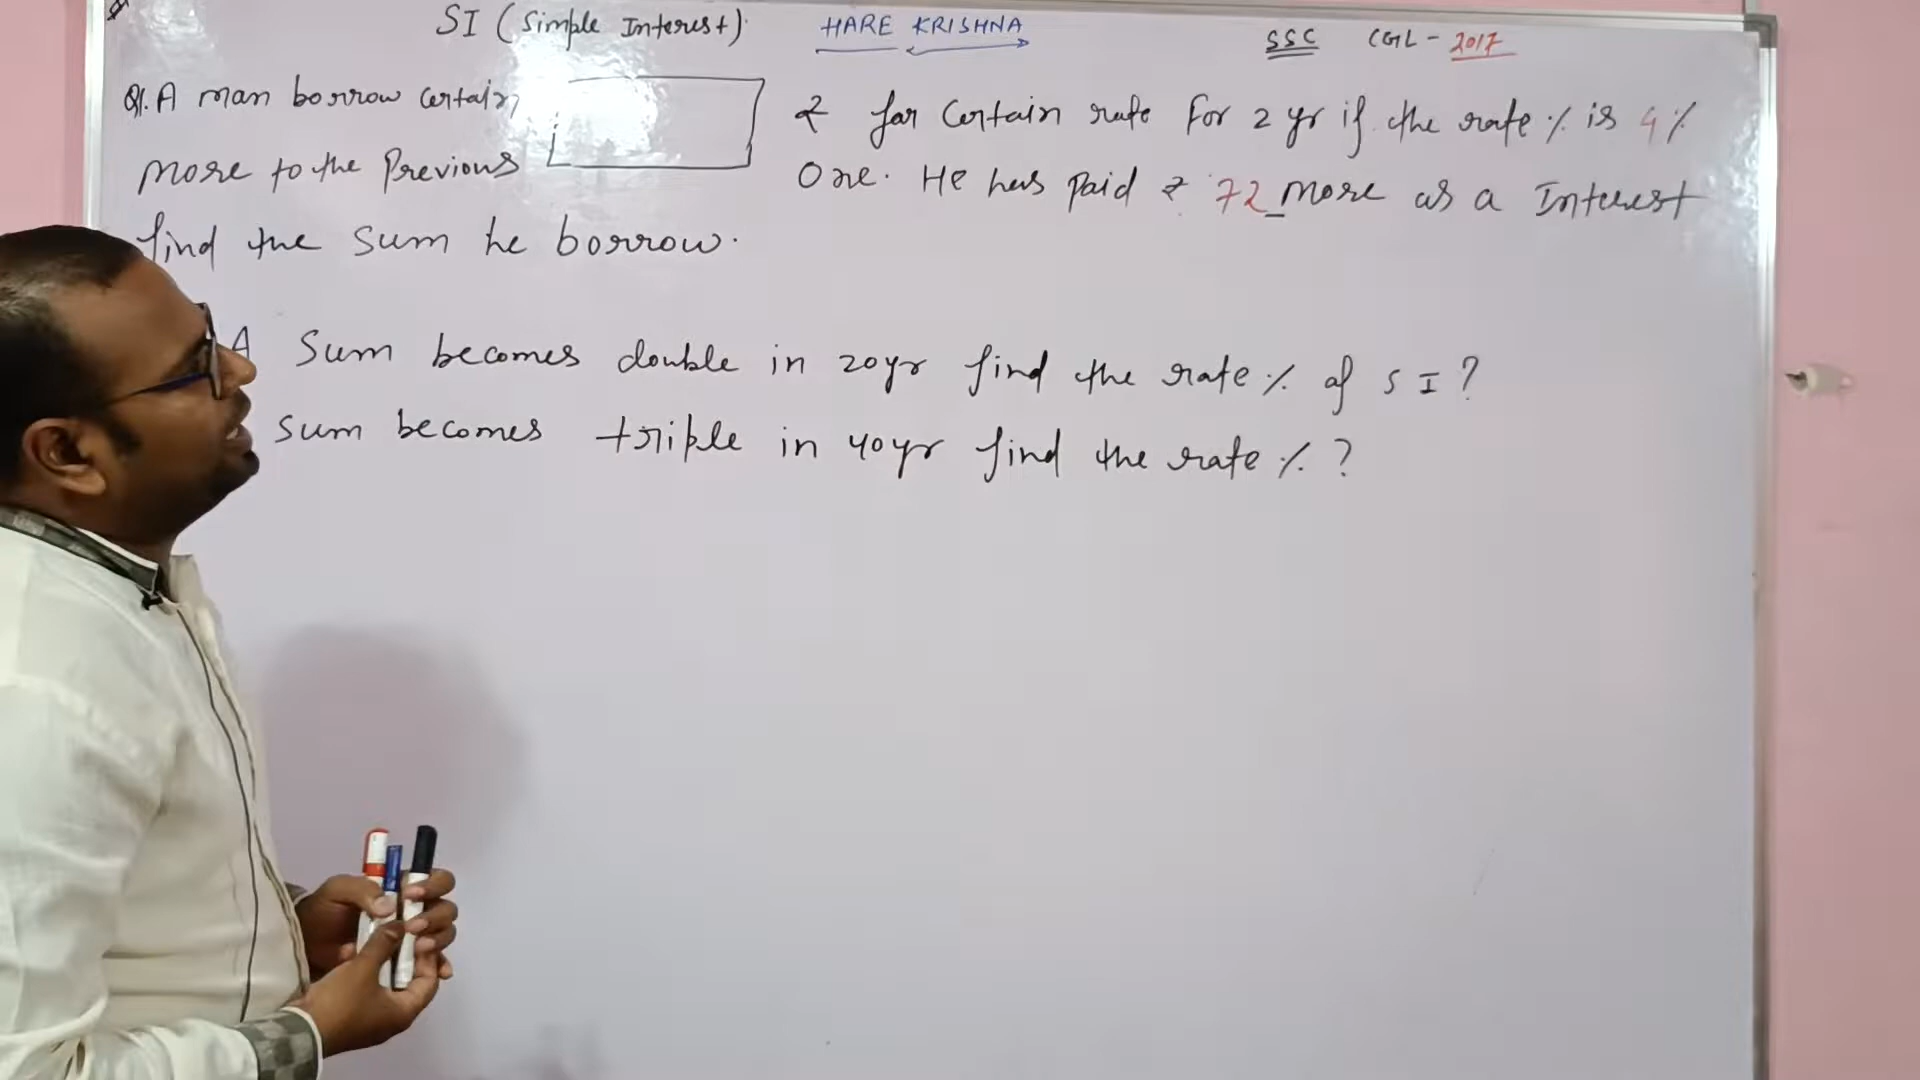 SI (Simple Interest). HARE KRISHNA SSC CGL - 2017
Q1. A man borrow certain ₹ for Certain rate for 2 yr if the rate % is 4%
more to the Previous One. He has paid ₹ 72 more as a Interest
find the sum he borrow.
A sum becomes double in 20yr find the rate % of SI?
sum becomes triple in 40yr find the rate %?